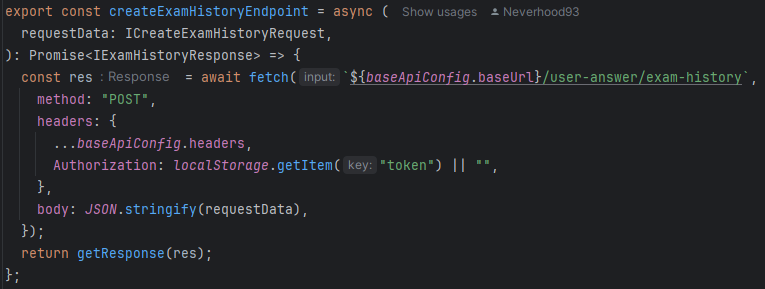 export const createExamHistoryEndpoint = async ( Show usages Neverhood93
  requestData: ICreateExamHistoryRequest,
): Promise<IExamHistoryResponse> => {
  const res : Response = await fetch( input: `${baseApiConfig.baseUrl}/user-answer/exam-history`,
    method: "POST",
    headers: {
      ...baseApiConfig.headers,
      Authorization: localStorage.getItem( key: "token") || "",
    },
    body: JSON.stringify(requestData),
  });
  return getResponse(res);
};